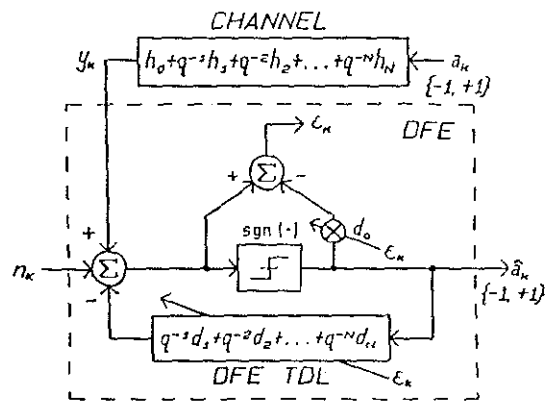 CHANNEL
y_k
h_0+q^-1h_1+q^-2h_2+...+q^-Nh_N
a_k
{-1,+1}
DFE
ε_k
+
Σ
-
sgn(·)
d_0
ε_k
+
n_k
Σ
-
â_k
{-1,+1}
q^-1d_1+q^-2d_2+...+q^-Nd_N
DFE TDL
ε_k